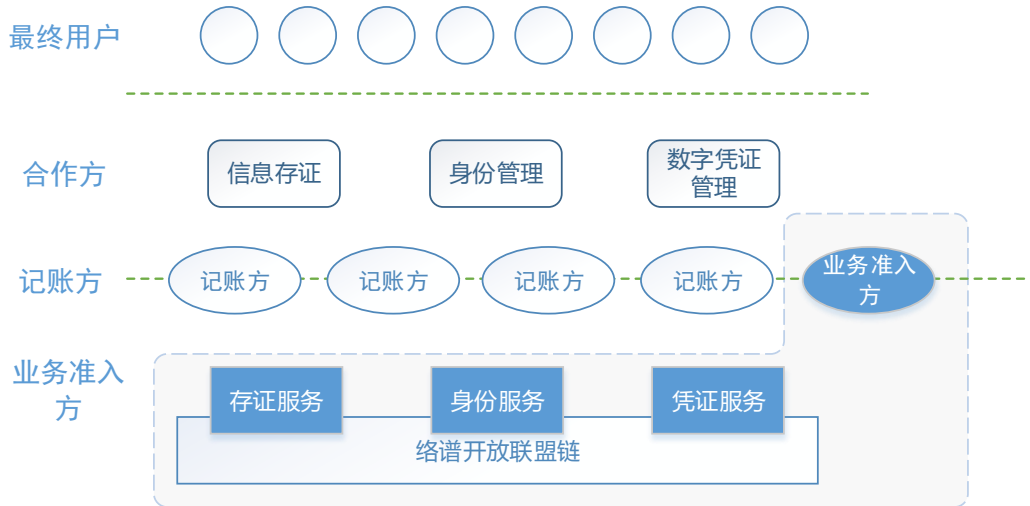 最终用户
合作方
信息存证
身份管理
数字凭证
管理
记账方
记账方
记账方
记账方
记账方
业务准入
方
业务准入
方
存证服务
身份服务
凭证服务
络谱开放联盟链